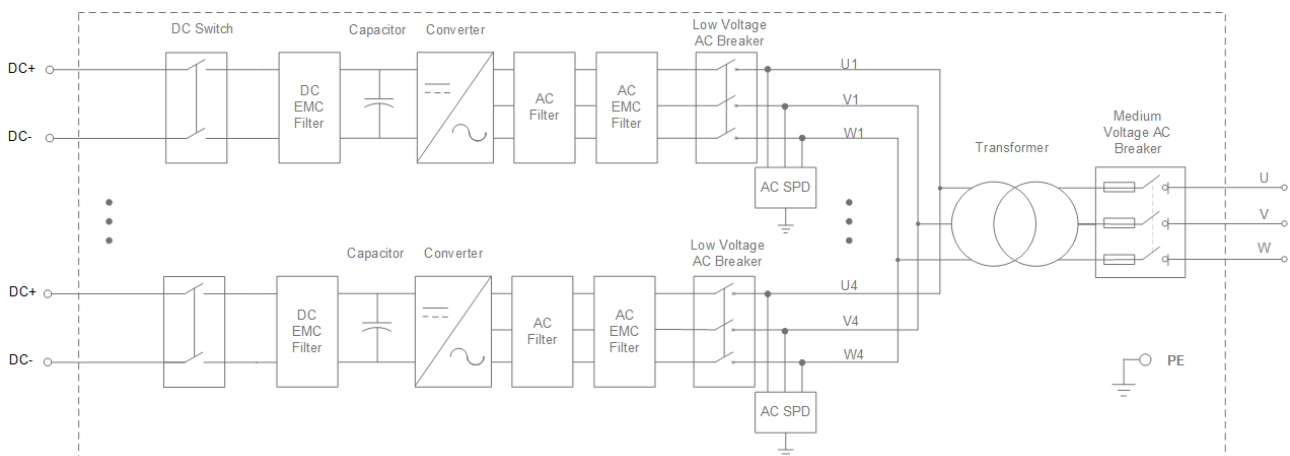 DC Switch
Capacitor
Converter
Low Voltage
AC Breaker
DC+
DC-
DC
EMC
Filter
AC
Filter
AC
EMC
Filter
U1
V1
W1
AC SPD
Transformer
Medium
Voltage AC
Breaker
U
V
W
Capacitor
Converter
Low Voltage
AC Breaker
DC+
DC-
DC
EMC
Filter
AC
Filter
AC
EMC
Filter
U4
V4
W4
AC SPD
PE